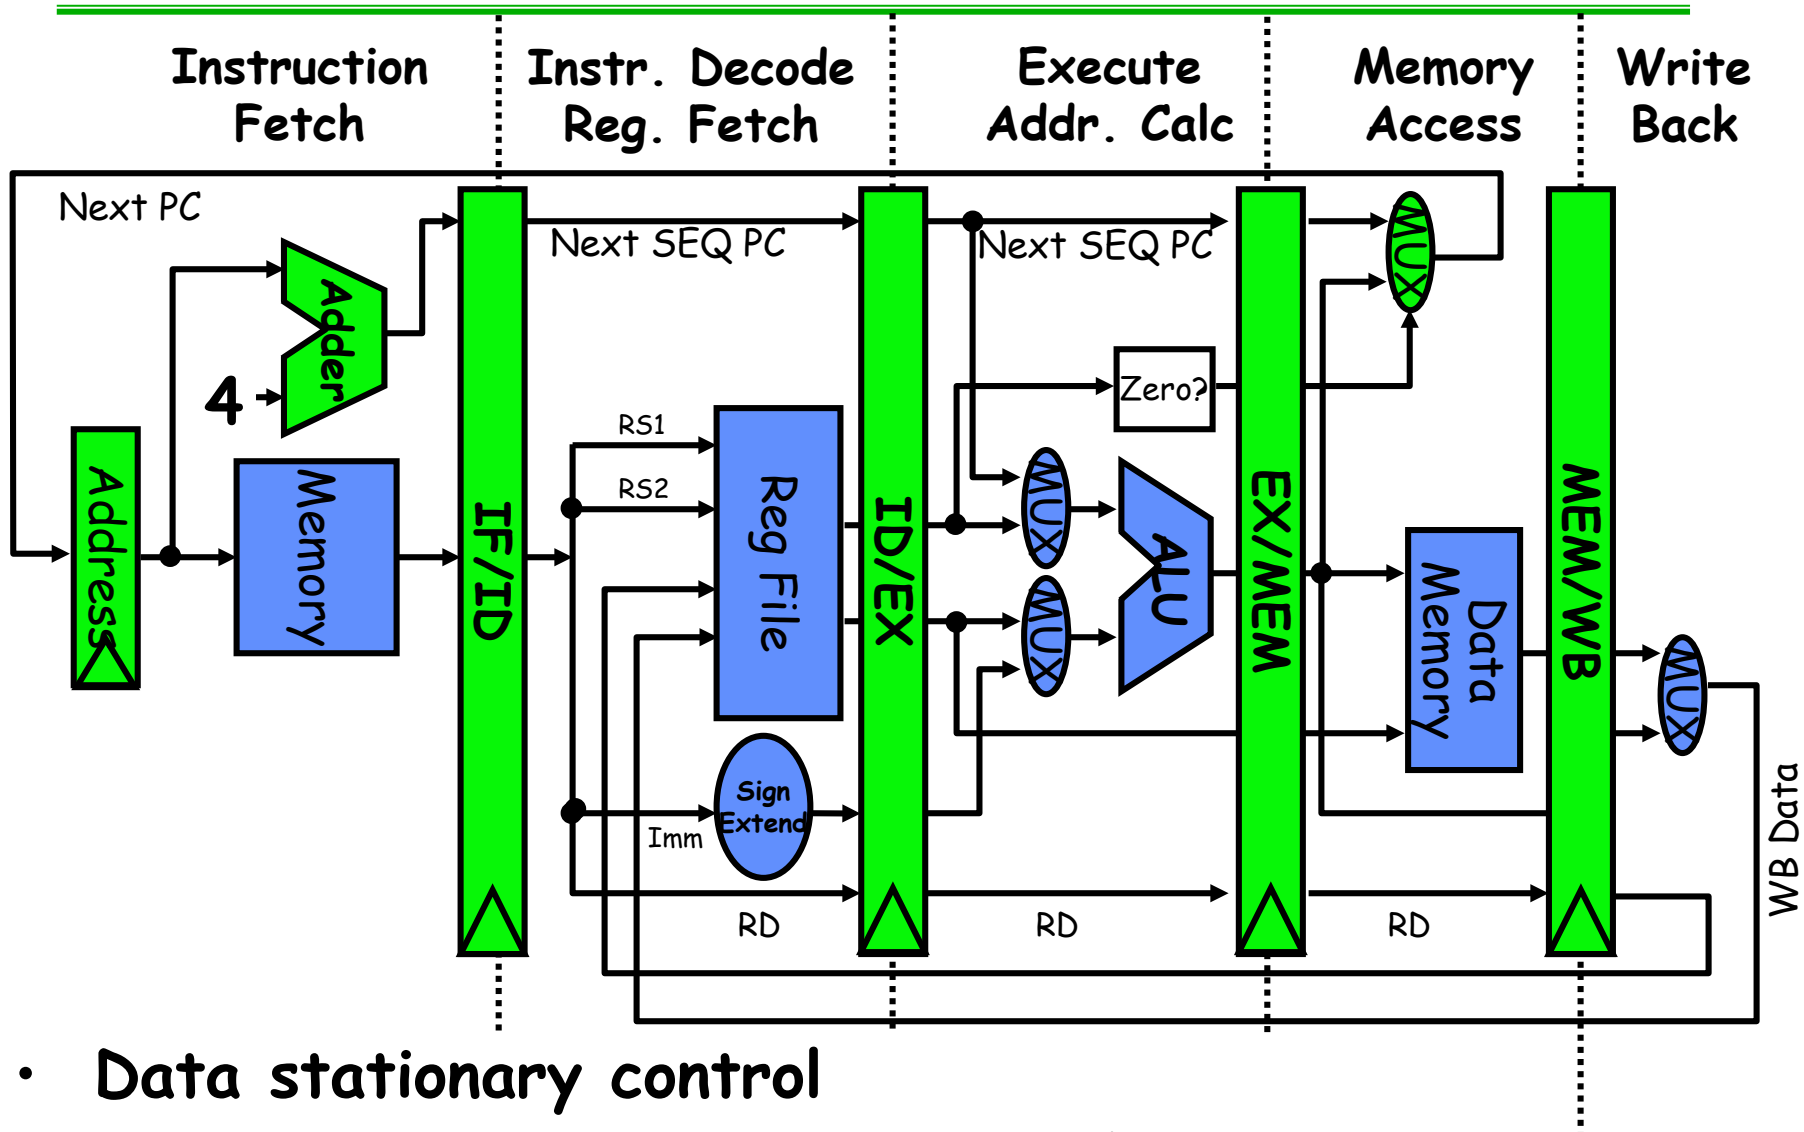 Instruction
Fetch
Instr. Decode
Reg. Fetch
Execute
Addr. Calc
Memory
Access
Write
Back
Next PC
Next SEQ PC
Next SEQ PC
MUX
Adder
4
Zero?
RS1
RS2
Address
Memory
IF/ID
Reg File
ID/EX
MUX
MUX
ALU
EX/MEM
Data
Memory
MEM/WB
MUX
Sign
Extend
Imm
WB Data
RD
RD
RD
• Data stationary control